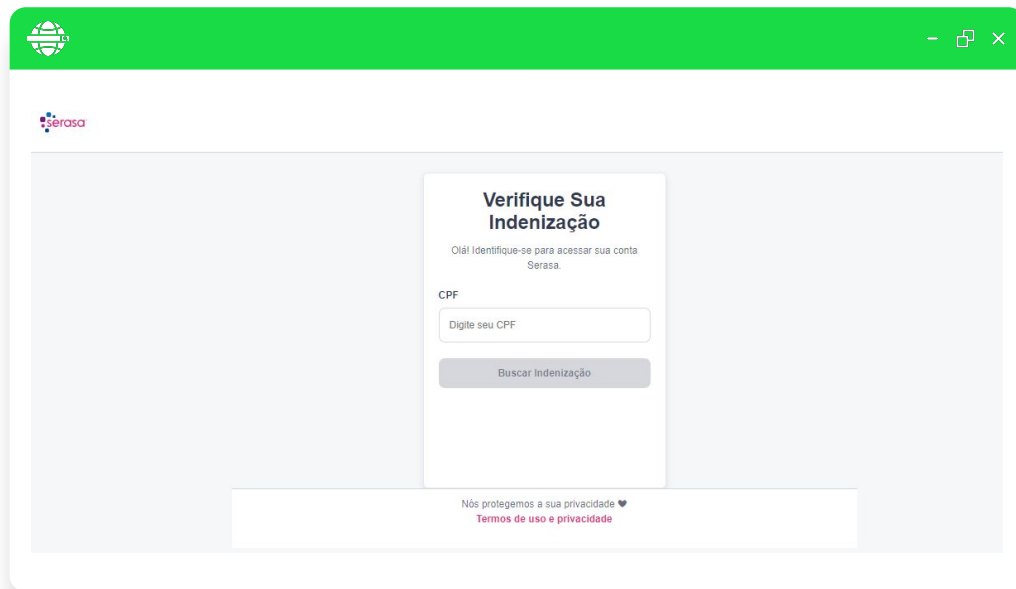 serasa
Verifique Sua
Indenização
Olá! Identifique-se para acessar sua conta
Serasa.
CPF
Digite seu CPF
Buscar Indenização
Nós protegemos a sua privacidade
Termos de uso e privacidade